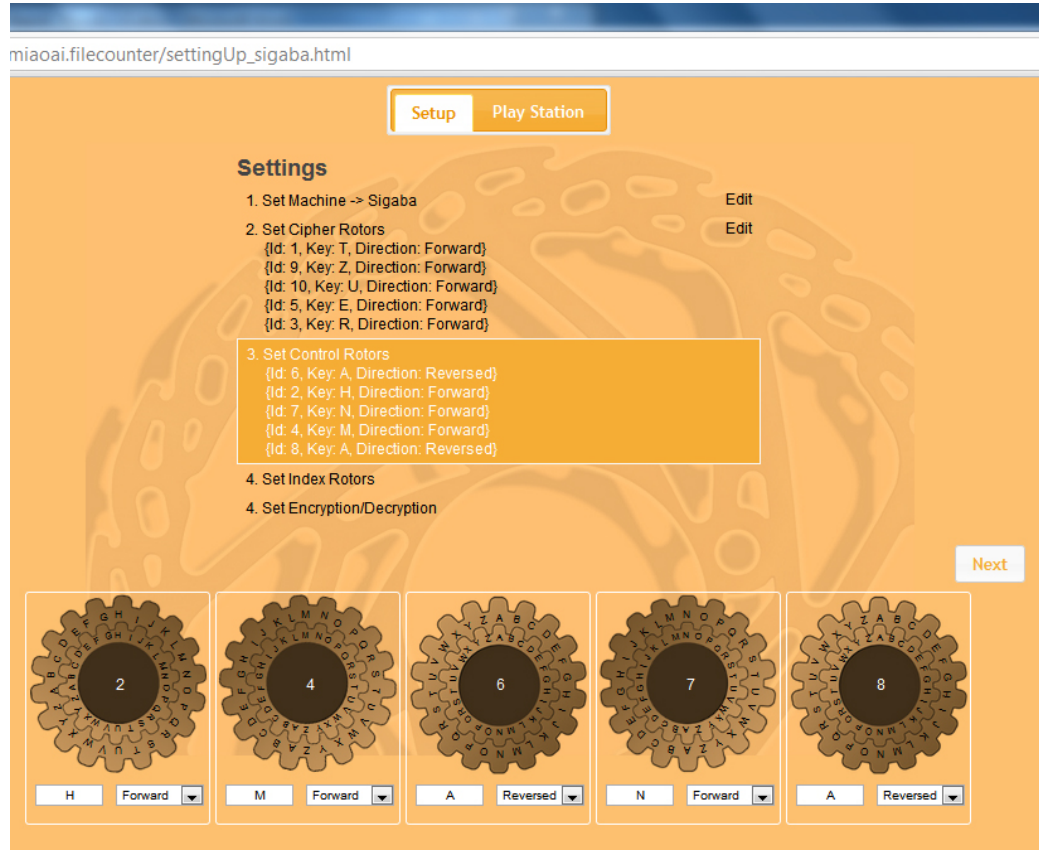 miaoai.filecounter/settingUp_sigaba.html
Setup Play Station
Settings
1. Set Machine -> Sigaba Edit
2. Set Cipher Rotors Edit
{Id: 1, Key: T, Direction: Forward}
{Id: 9, Key: Z, Direction: Forward}
{Id: 10, Key: U, Direction: Forward}
{Id: 5, Key: E, Direction: Forward}
{Id: 3, Key: R, Direction: Forward}
3. Set Control Rotors
{Id: 6, Key: A, Direction: Reversed}
{Id: 2, Key: H, Direction: Forward}
{Id: 7, Key: N, Direction: Forward}
{Id: 4, Key: M, Direction: Forward}
{Id: 8, Key: A, Direction: Reversed}
4. Set Index Rotors
4. Set Encryption/Decryption
Next
2 4 6 7 8
H Forward M Forward A Reversed N Forward A Reversed